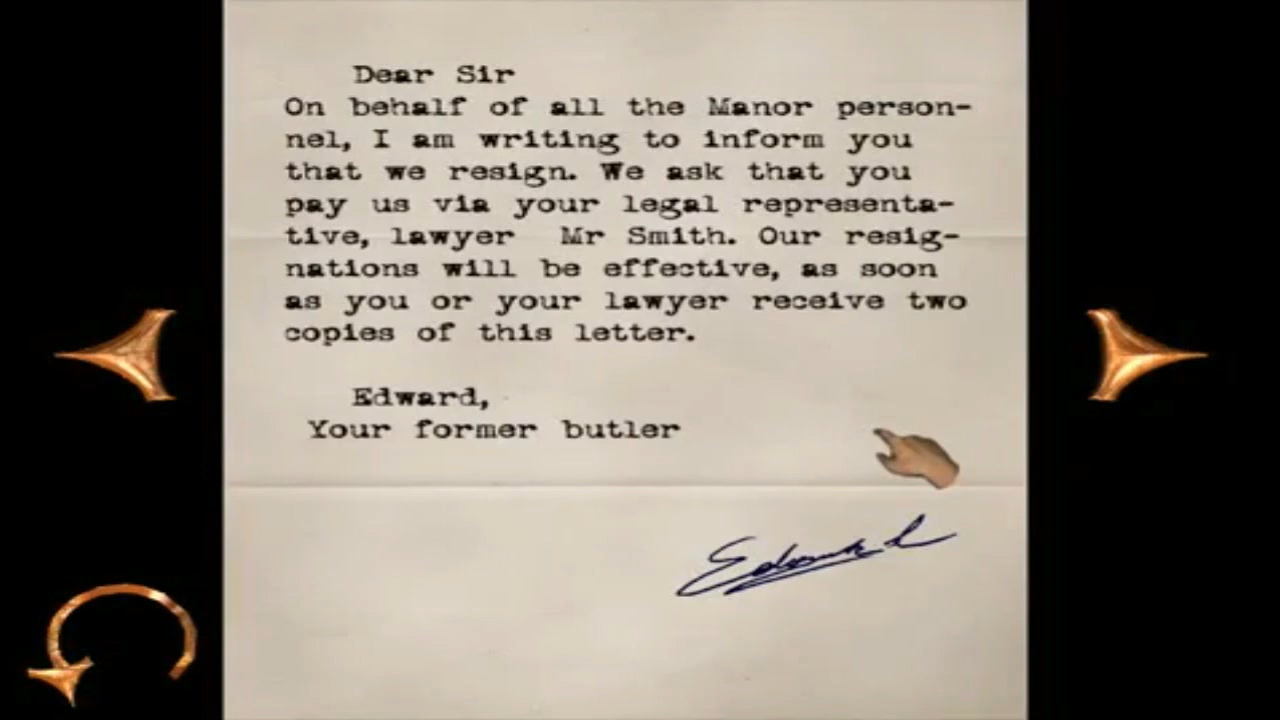 Dear Sir
On behalf of all the Manor person-
nel, I am writing to inform you
that we resign. We ask that you
pay us via your legal representa-
tive, lawyer  Mr Smith. Our resig-
nations will be effective, as soon
as you or your lawyer receive two
copies of this letter.
Edward,
Your former butler